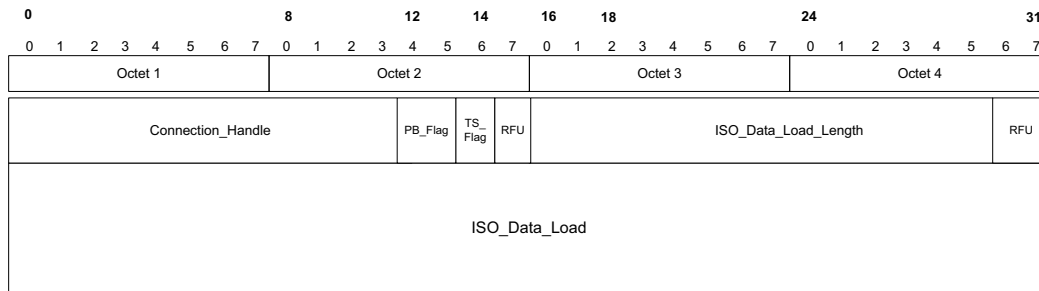 0 8 12 14 16 18 24 31
0 1 2 3 4 5 6 7 0 1 2 3 4 5 6 7 0 1 2 3 4 5 6 7 0 1 2 3 4 5 6 7
Octet 1 Octet 2 Octet 3 Octet 4
Connection_Handle PB_Flag TS_ Flag RFU ISO_Data_Load_Length RFU
ISO_Data_Load